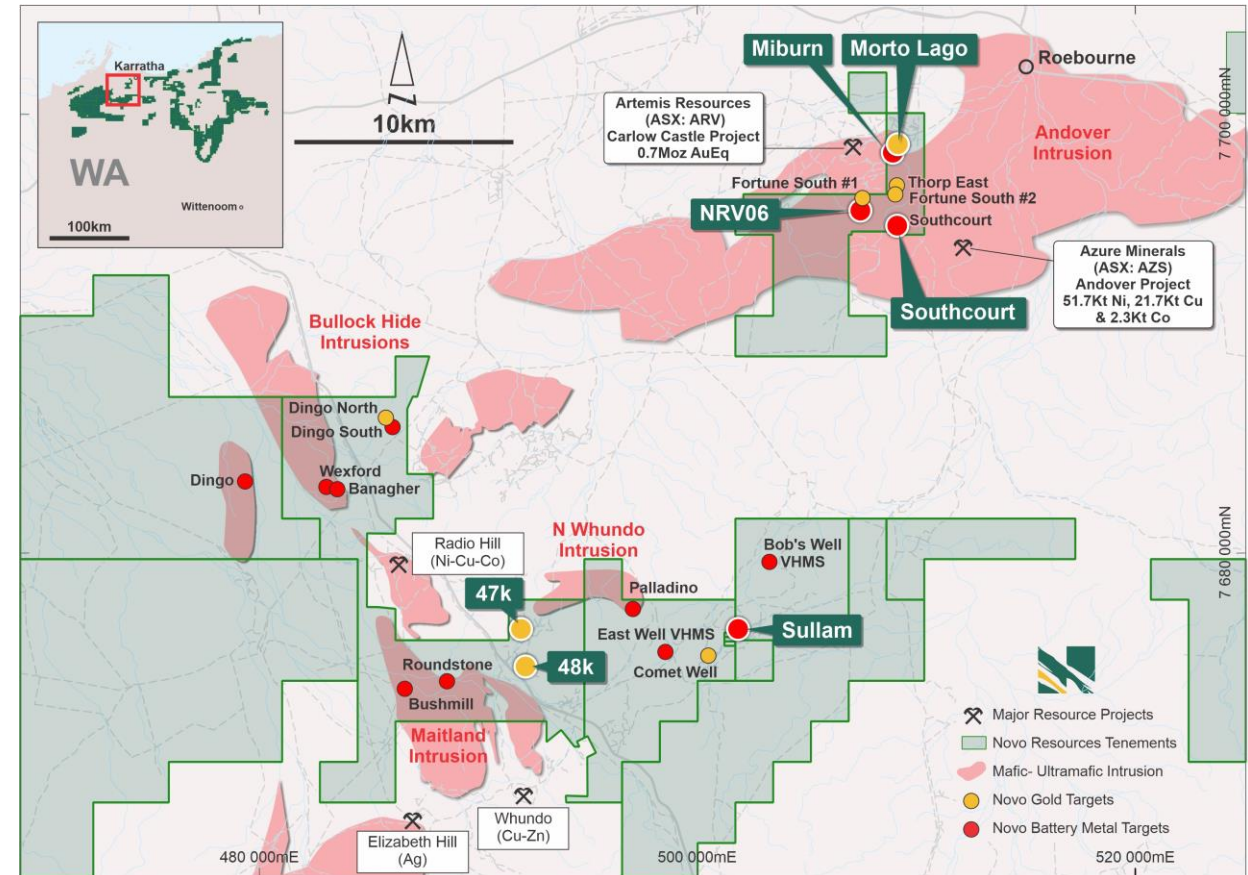 Karratha
WA
Wittenoom
100km
N
10km
Miburn
Morto Lago
Roebourne
Artemis Resources
(ASX: ARV)
Carlow Castle Project
0.7Moz AuEq
Andover
Intrusion
7 700 000mN
Fortune South #1
Thorp East
Fortune South #2
NRV06
Southcourt
Southcourt
Azure Minerals
(ASX: AZS)
Andover Project
51.7Kt Ni, 21.7Kt Cu
& 2.3Kt Co
Bullock Hide
Intrusions
Dingo North
Dingo South
Dingo
Wexford
Banagher
Radio Hill
(Ni-Cu-Co)
N Whundo
Intrusion
Bob's Well
VHMS
7 680 000mN
47k
Palladino
East Well VHMS
Sullam
48k
Comet Well
Roundstone
Bushmill
Maitland
Intrusion
Whundo
(Cu-Zn)
Elizabeth Hill
(Ag)
Major Resource Projects
Novo Resources Tenements
Mafic- Ultramafic Intrusion
Novo Gold Targets
Novo Battery Metal Targets
480 000mE
500 000mE
520 000mE